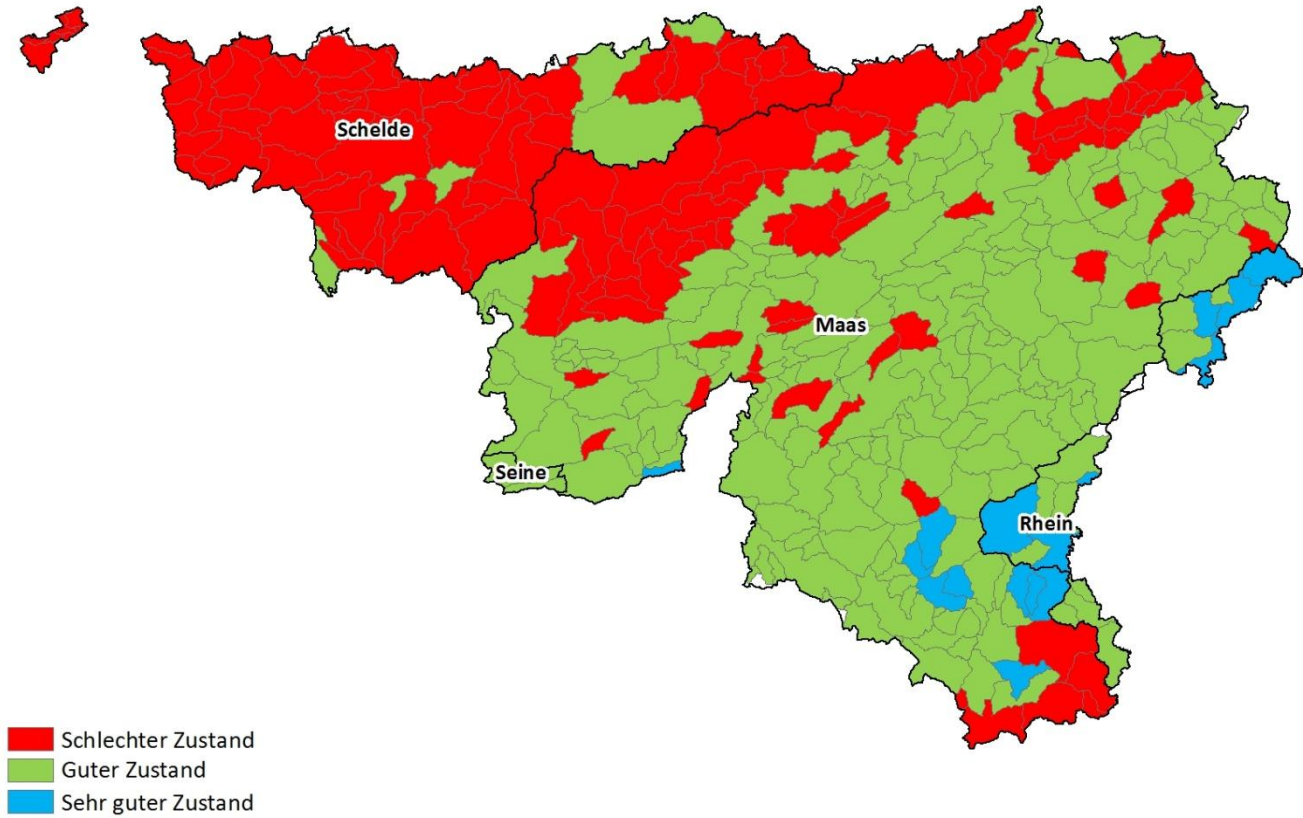 Schelde
Maas
Seine
Rhein
Schlechter Zustand
Guter Zustand
Sehr guter Zustand